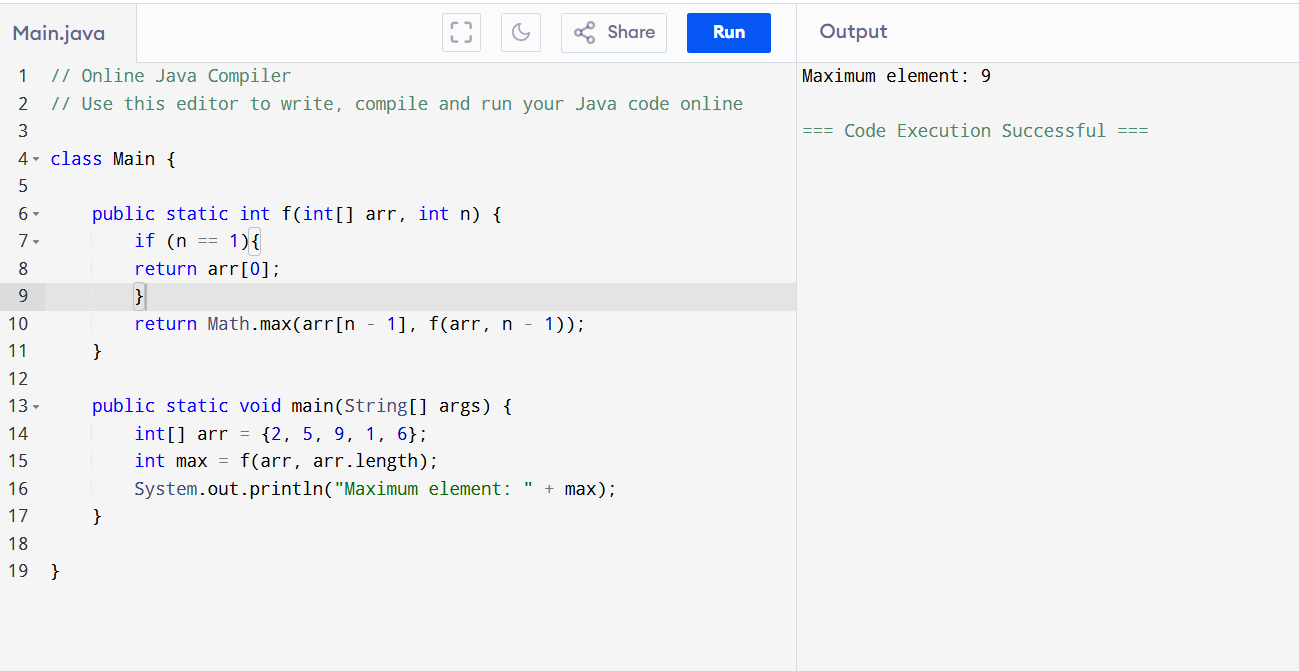 Main.java
Share
Run
Output
1 // Online Java Compiler
2 // Use this editor to write, compile and run your Java code online
3
4 class Main {
5
6     public static int f(int[] arr, int n) {
7         if (n == 1){
8         return arr[0];
9         }
10         return Math.max(arr[n - 1], f(arr, n - 1));
11     }
12
13     public static void main(String[] args) {
14         int[] arr = {2, 5, 9, 1, 6};
15         int max = f(arr, arr.length);
16         System.out.println("Maximum element: " + max);
17     }
18
19 }
Maximum element: 9
=== Code Execution Successful ===